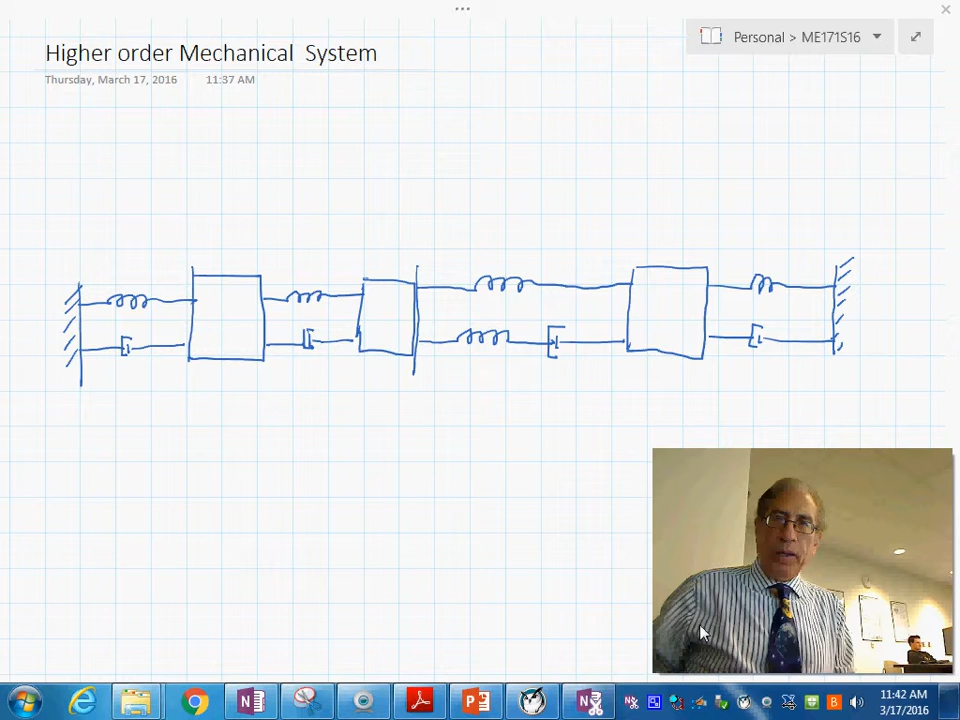 Personal > ME171S16
Higher order Mechanical System
Thursday, March 17, 2016 11:37 AM
11:42 AM
3/17/2016